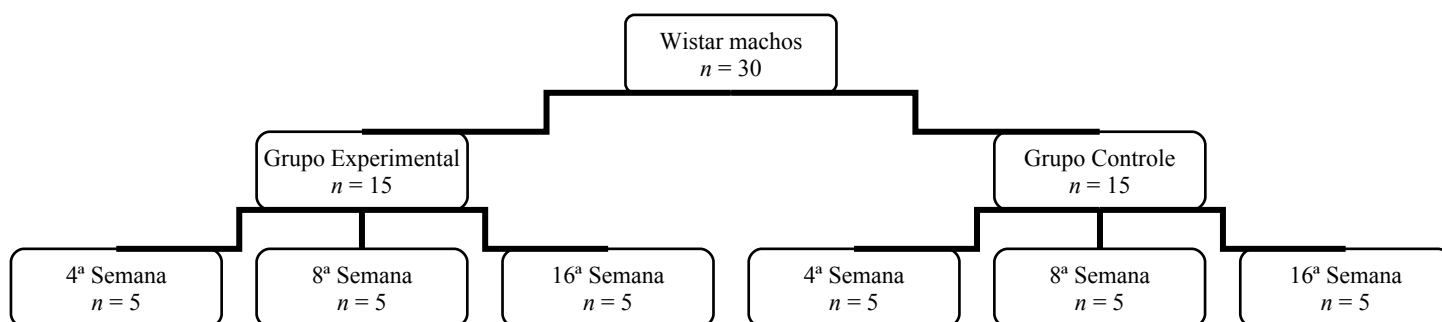 Wistar machos
n = 30
Grupo Experimental
n = 15
Grupo Controle
n = 15
4ª Semana
n = 5
8ª Semana
n = 5
16ª Semana
n = 5
4ª Semana
n = 5
8ª Semana
n = 5
16ª Semana
n = 5